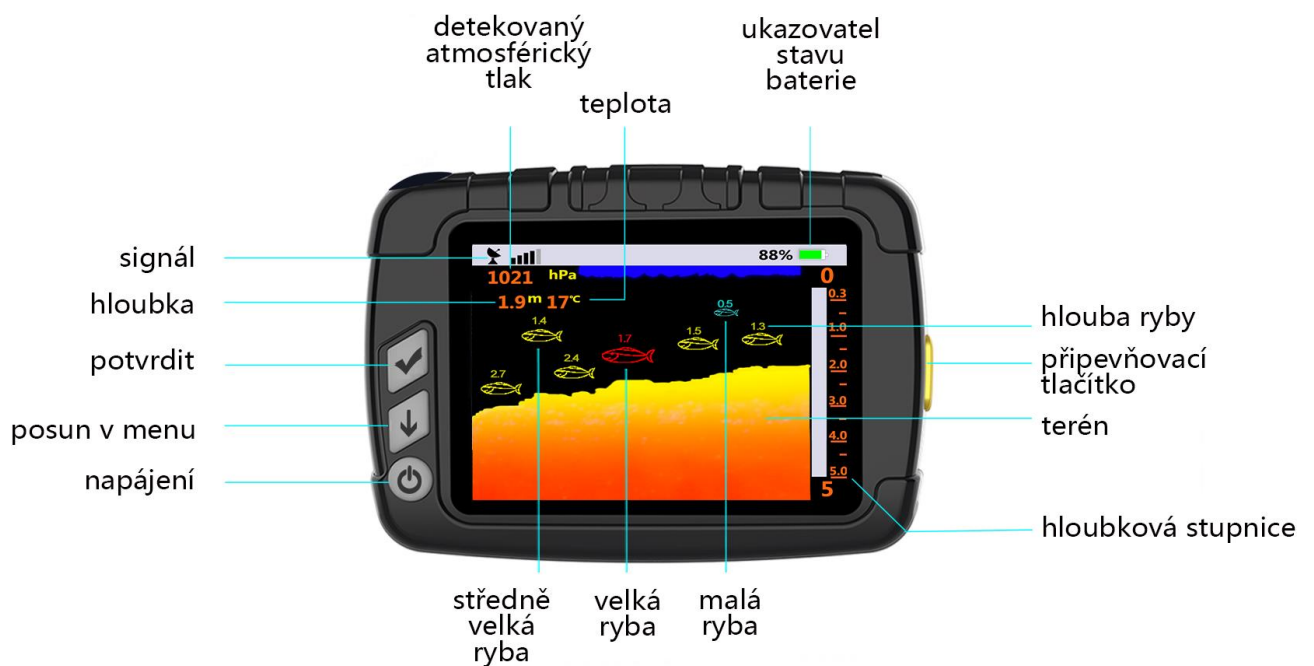 detekovaný
atmosférický
tlak
ukazovatel
stavu
baterie
teplota
signál
hloubka
potvrdit
posun v menu
napájení
88%
1021 hPa
1.9 m 17°C
0
0.3
1.0
2.0
3.0
4.0
5.0
5
0.5
1.4
1.7
1.5
1.3
2.4
2.7
hlouba ryby
připevňovací
tlačítko
terén
hloubková stupnice
středně
velká
ryba
velká
ryba
malá
ryba